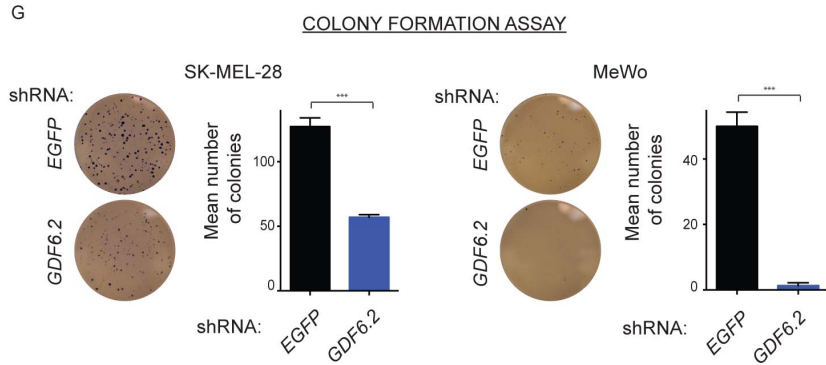 G
COLONY FORMATION ASSAY
SK-MEL-28
shRNA:
EGFP
GDF6.2
Mean number
of colonies
***
100
50
0
shRNA:
EGFP
GDF6.2
MeWo
shRNA:
EGFP
GDF6.2
Mean number
of colonies
***
40
20
0
shRNA:
EGFP
GDF6.2